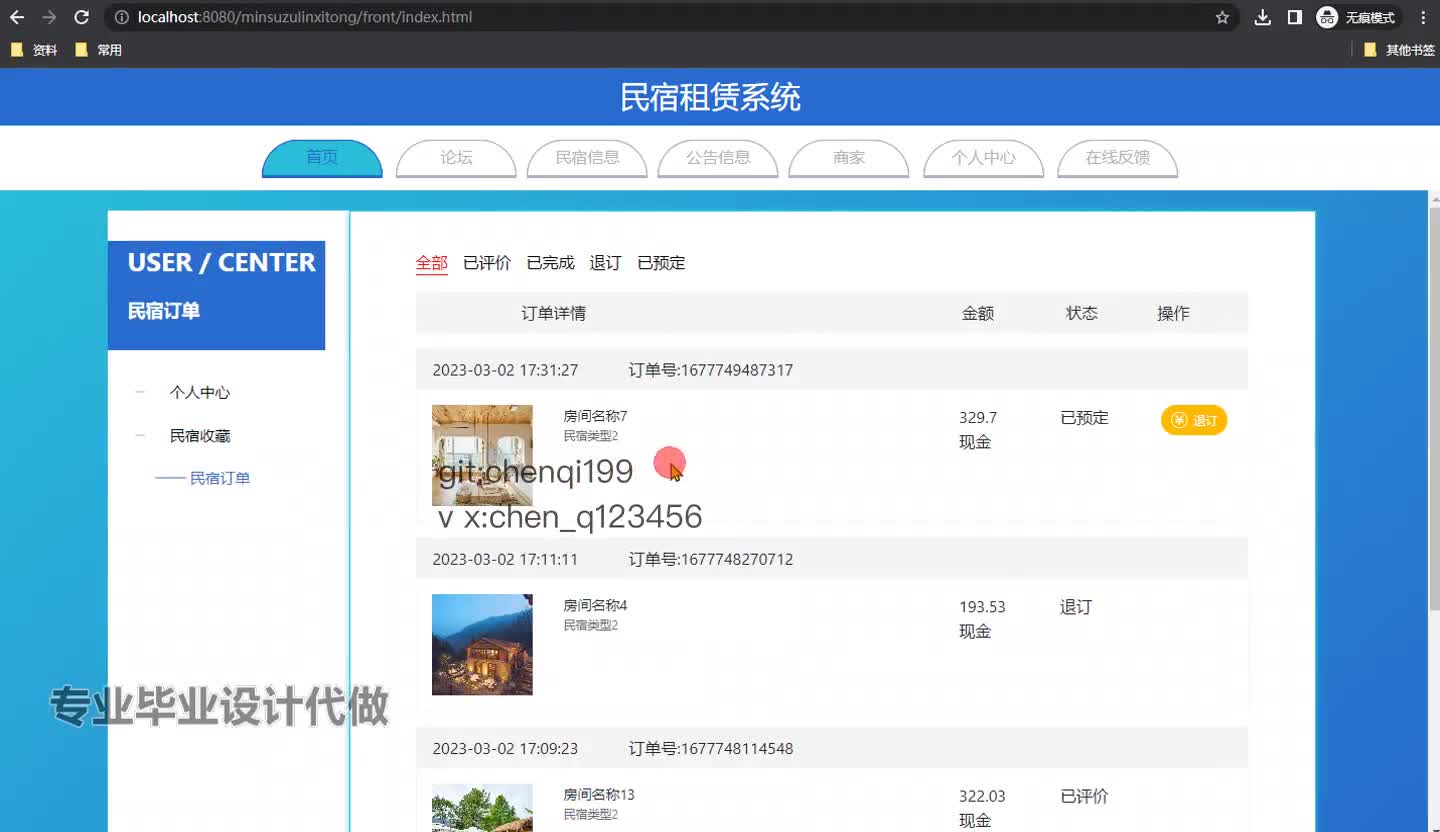 localhost:8080/minsuzulinxitong/front/index.html
无痕模式
资料 常用 其他书签
民宿租赁系统
首页 论坛 民宿信息 公告信息 商家 个人中心 在线反馈
USER / CENTER
民宿订单
个人中心
民宿收藏
民宿订单
全部 已评价 已完成 退订 已预定
订单详情 金额 状态 操作
2023-03-02 17:31:27 订单号:1677749487317
房间名称7 329.7 已预定 退订
民宿类型2 现金
git:chenqi199
v x:chen_q123456
2023-03-02 17:11:11 订单号:1677748270712
房间名称4 193.53 退订
民宿类型2 现金
专业毕业设计代做
2023-03-02 17:09:23 订单号:1677748114548
房间名称13 322.03 已评价
民宿类型2 现金